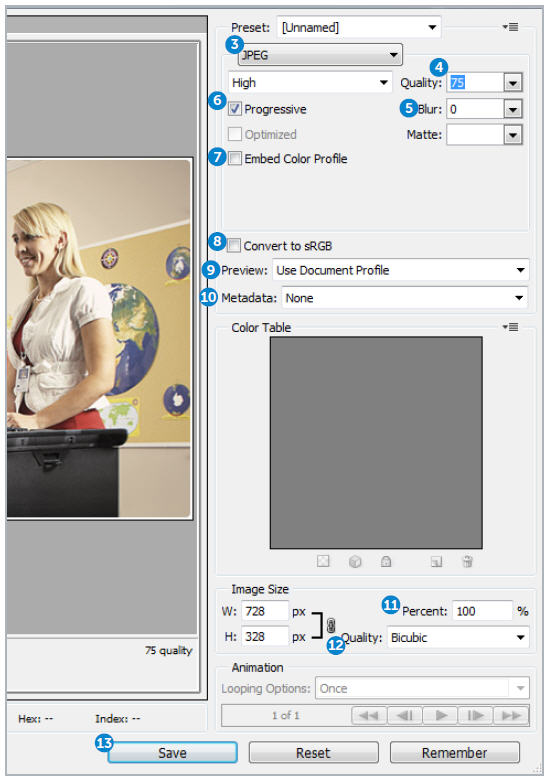 Preset: [Unnamed]
3 JPEG
4
High Quality: 75
6 Progressive 5 Blur: 0
Optimized Matte:
7 Embed Color Profile
8 Convert to sRGB
9 Preview: Use Document Profile
10 Metadata: None
Color Table
Image Size
W: 728 px 11 Percent: 100 %
H: 328 px 12 Quality: Bicubic
75 quality
Animation
Looping Options: Once
1 of 1
Hex: -- Index: --
13 Save Reset Remember